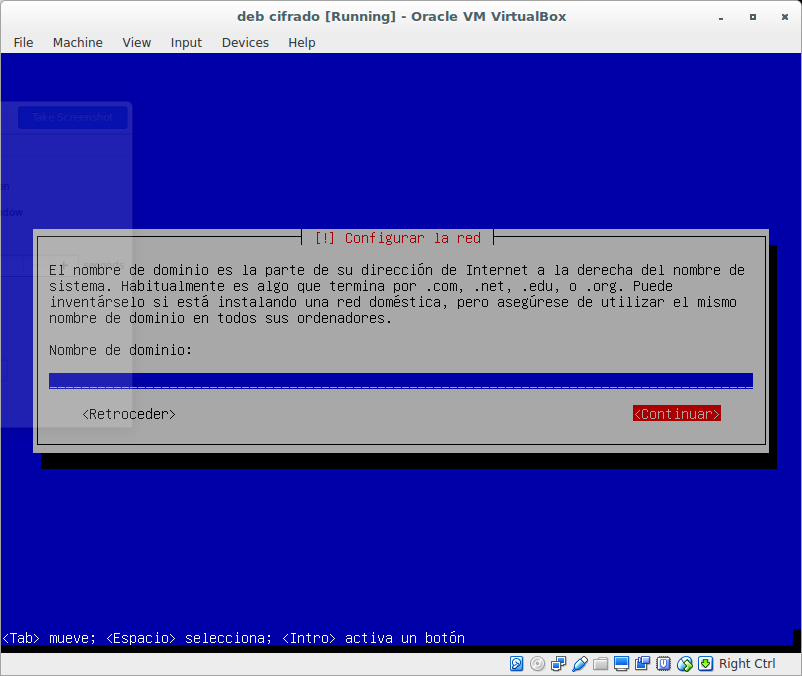 deb cifrado [Running] - Oracle VM VirtualBox
File Machine View Input Devices Help
Take Screenshot
[!] Configurar la red
El nombre de dominio es la parte de su dirección de Internet a la derecha del nombre de
sistema. Habitualmente es algo que termina por .com, .net, .edu, o .org. Puede
inventárselo si está instalando una red doméstica, pero asegúrese de utilizar el mismo
nombre de dominio en todos sus ordenadores.
Nombre de dominio:
<Retroceder> <Continuar>
<Tab> mueve; <Espacio> selecciona; <Intro> activa un botón
Right Ctrl